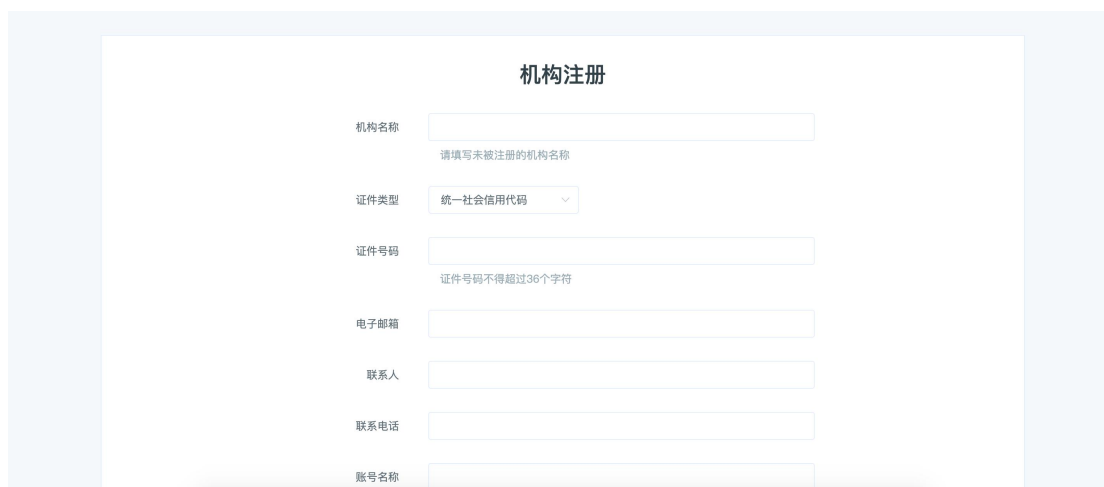 机构注册
机构名称
请填写未被注册的机构名称
证件类型 统一社会信用代码
证件号码
证件号码不得超过36个字符
电子邮箱
联系人
联系电话
账号名称